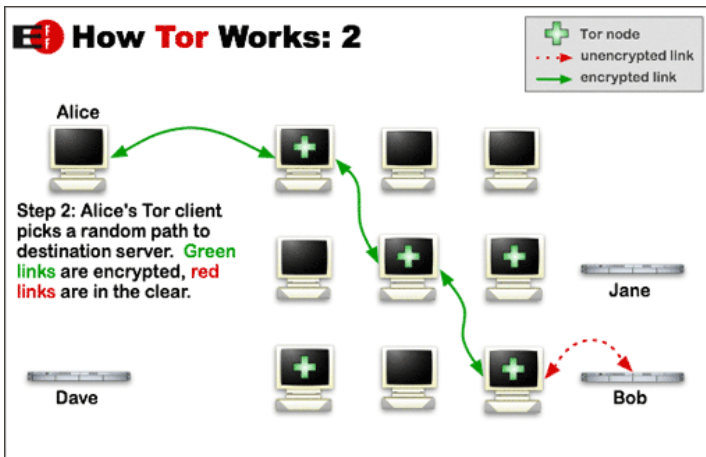 EFF How Tor Works: 2
Tor node
unencrypted link
encrypted link
Alice
Step 2: Alice's Tor client
picks a random path to
destination server. Green
links are encrypted, red
links are in the clear.
Jane
Dave
Bob